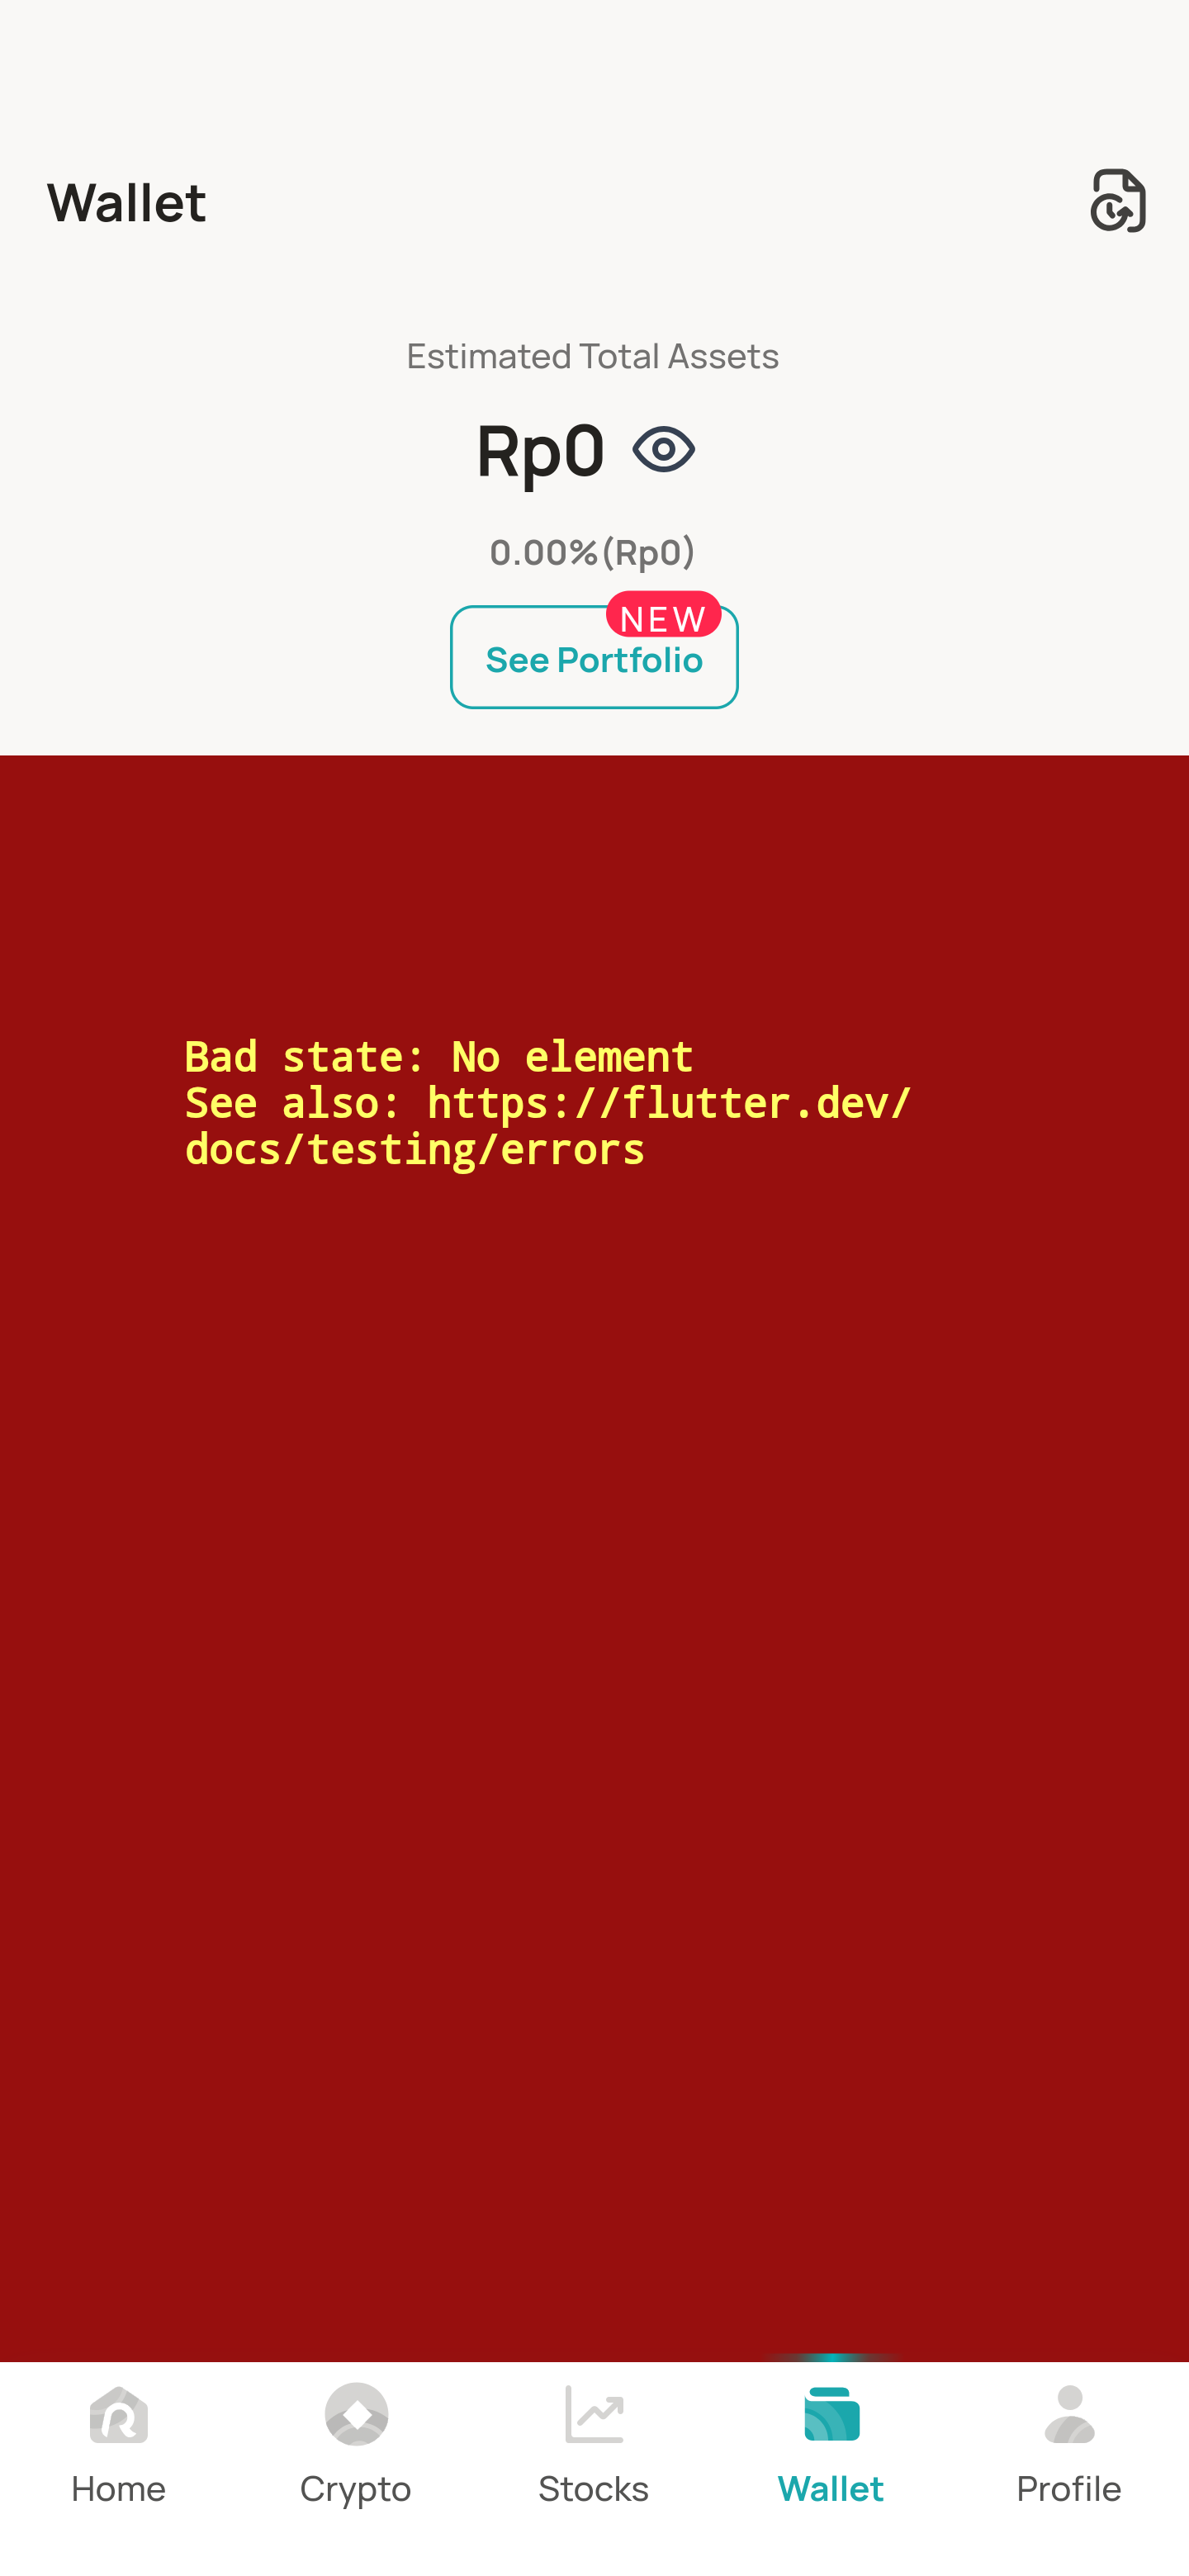 Wallet
Estimated Total Assets
Rp0
0.00%(Rp0)
NEW
See Portfolio
Bad state: No element
See also: https://flutter.dev/
docs/testing/errors
Home
Crypto
Stocks
Wallet
Profile